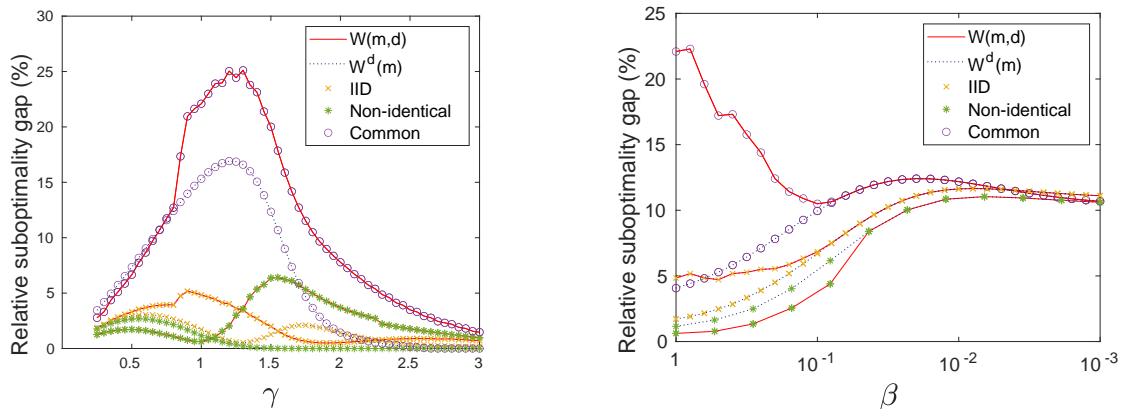 Relative suboptimality gap (%)
30
25
20
15
10
5
0
0.5
1
1.5
2
2.5
3
γ
W(m,d)
W^d(m)
IID
Non-identical
Common
Relative suboptimality gap (%)
25
20
15
10
5
0
1
10^-1
10^-2
10^-3
β
W(m,d)
W^d(m)
IID
Non-identical
Common